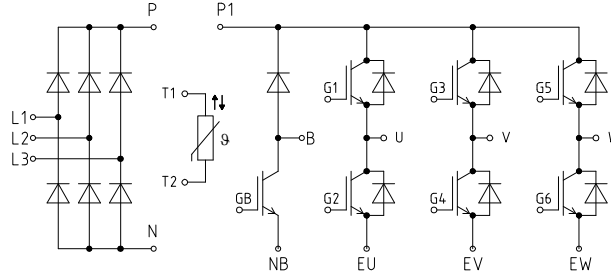 P P1
T1
G1 G3 G5
L1
L2
L3
ϑ
B U V
T2
GB G2 G4 G6
N
NB EU EV EW